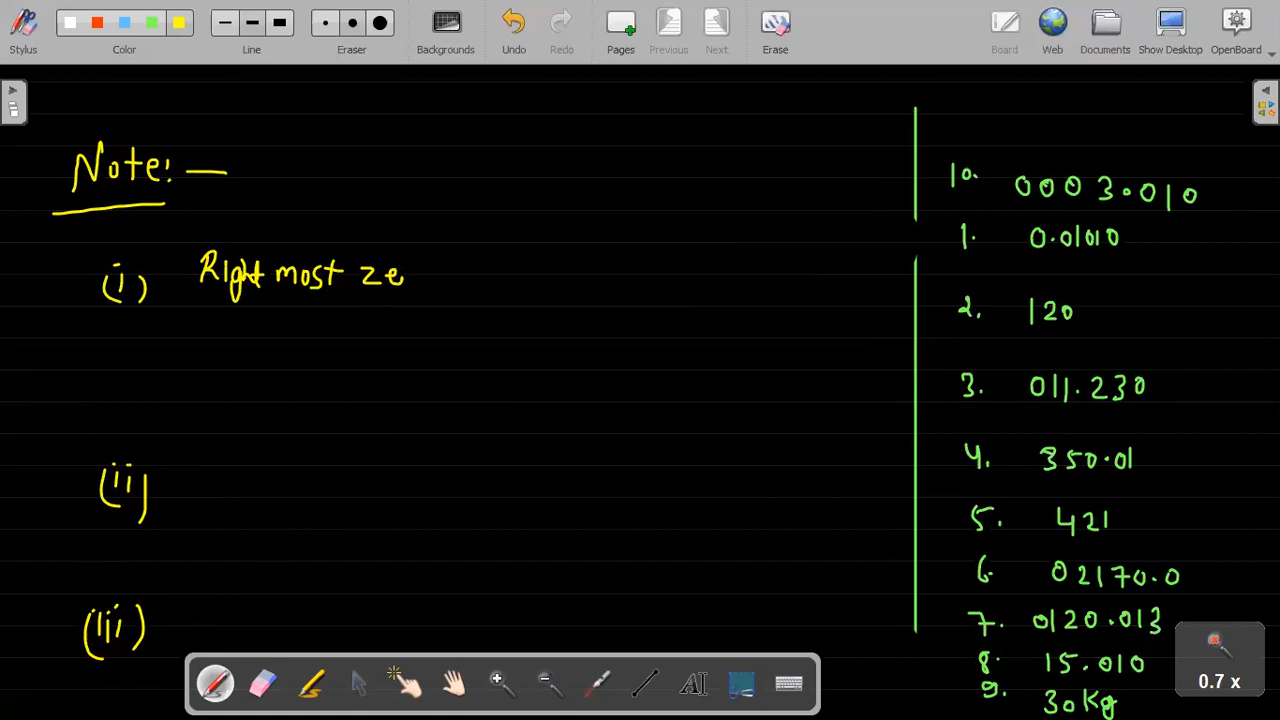 Stylus
Color
Line
Eraser
Backgrounds
Undo
Redo
Pages
Previous
Next
Erase
Board
Web
Documents
Show Desktop
OpenBoard
Note:—
(i) Right most ze
(ii)
(iii)
10. 0003.010
1. 0.01010
2. 120
3. 011.230
4. 350.01
5. 421
6. 02170.0
7. 0120.013
8. 15.010
9. 30Kg
0.7 x